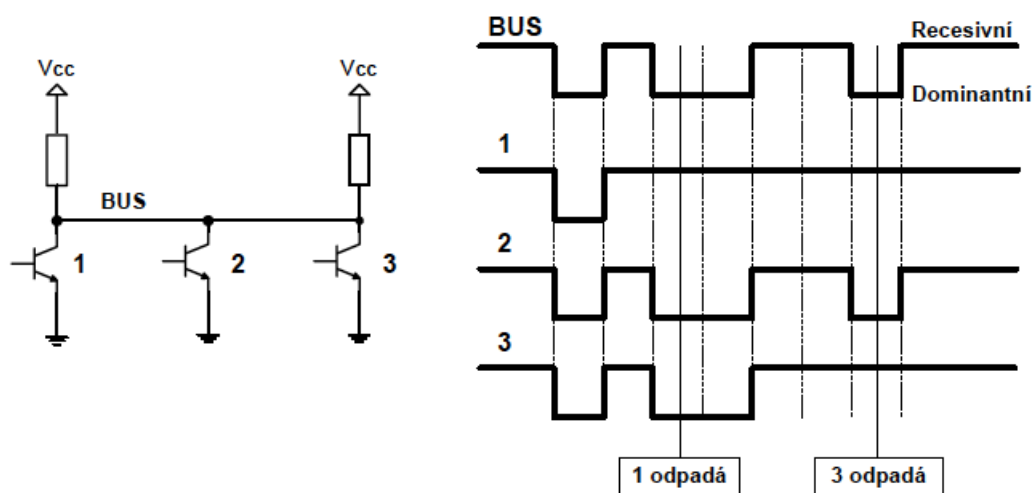 Vcc
Vcc
BUS
1
2
3
BUS
Recesivní
Dominantní
1
2
3
1 odpadá
3 odpadá